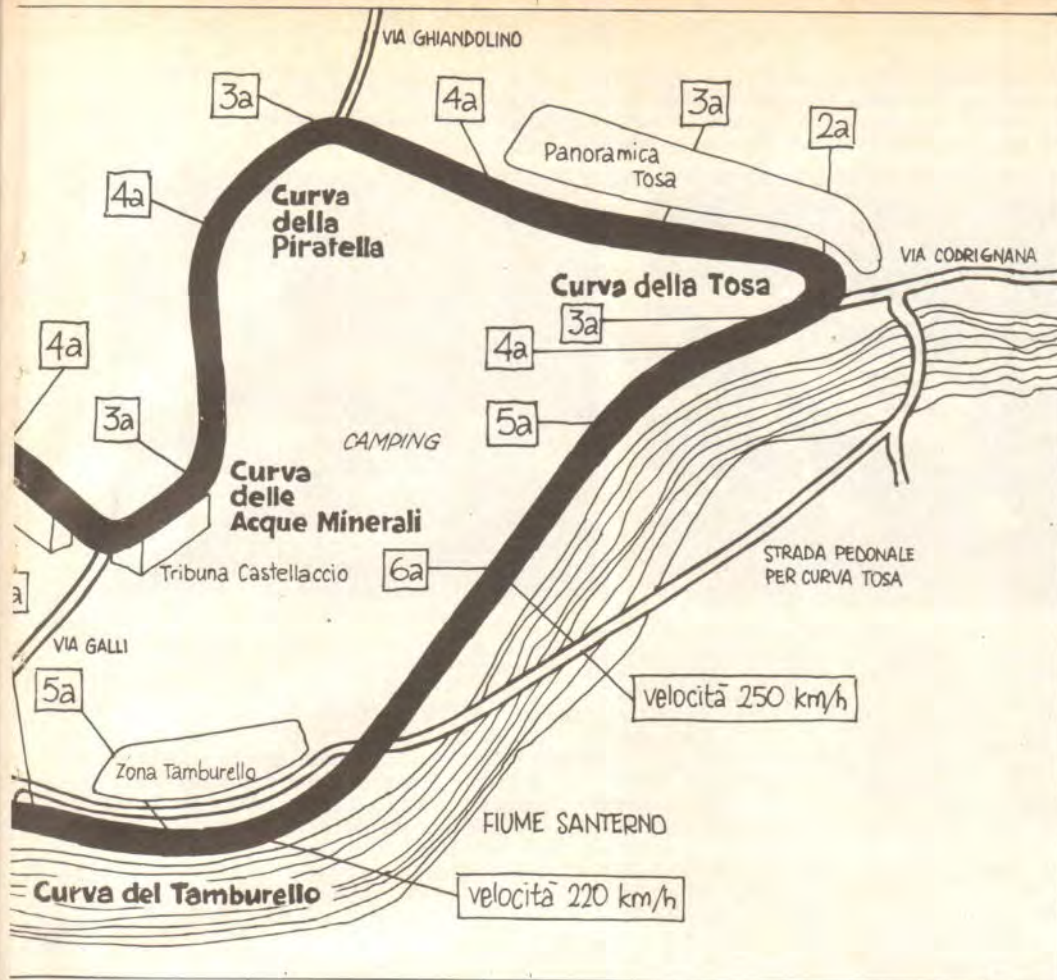 VIA GHIANDOLINO
3a
4a
3a
2a
Panoramica
Tosa
4a
Curva
della
Piratella
VIA CODRIGNANA
Curva della Tosa
3a
4a
4a
3a
CAMPING
5a
Curva
delle
Acque Minerali
Tribuna Castellaccio
6a
STRADA PEDONALE
PER CURVA TOSA
a
VIA GALLI
5a
velocità 250 km/h
Zona Tamburello
FIUME SANTERNO
Curva del Tamburello
velocità 220 km/h